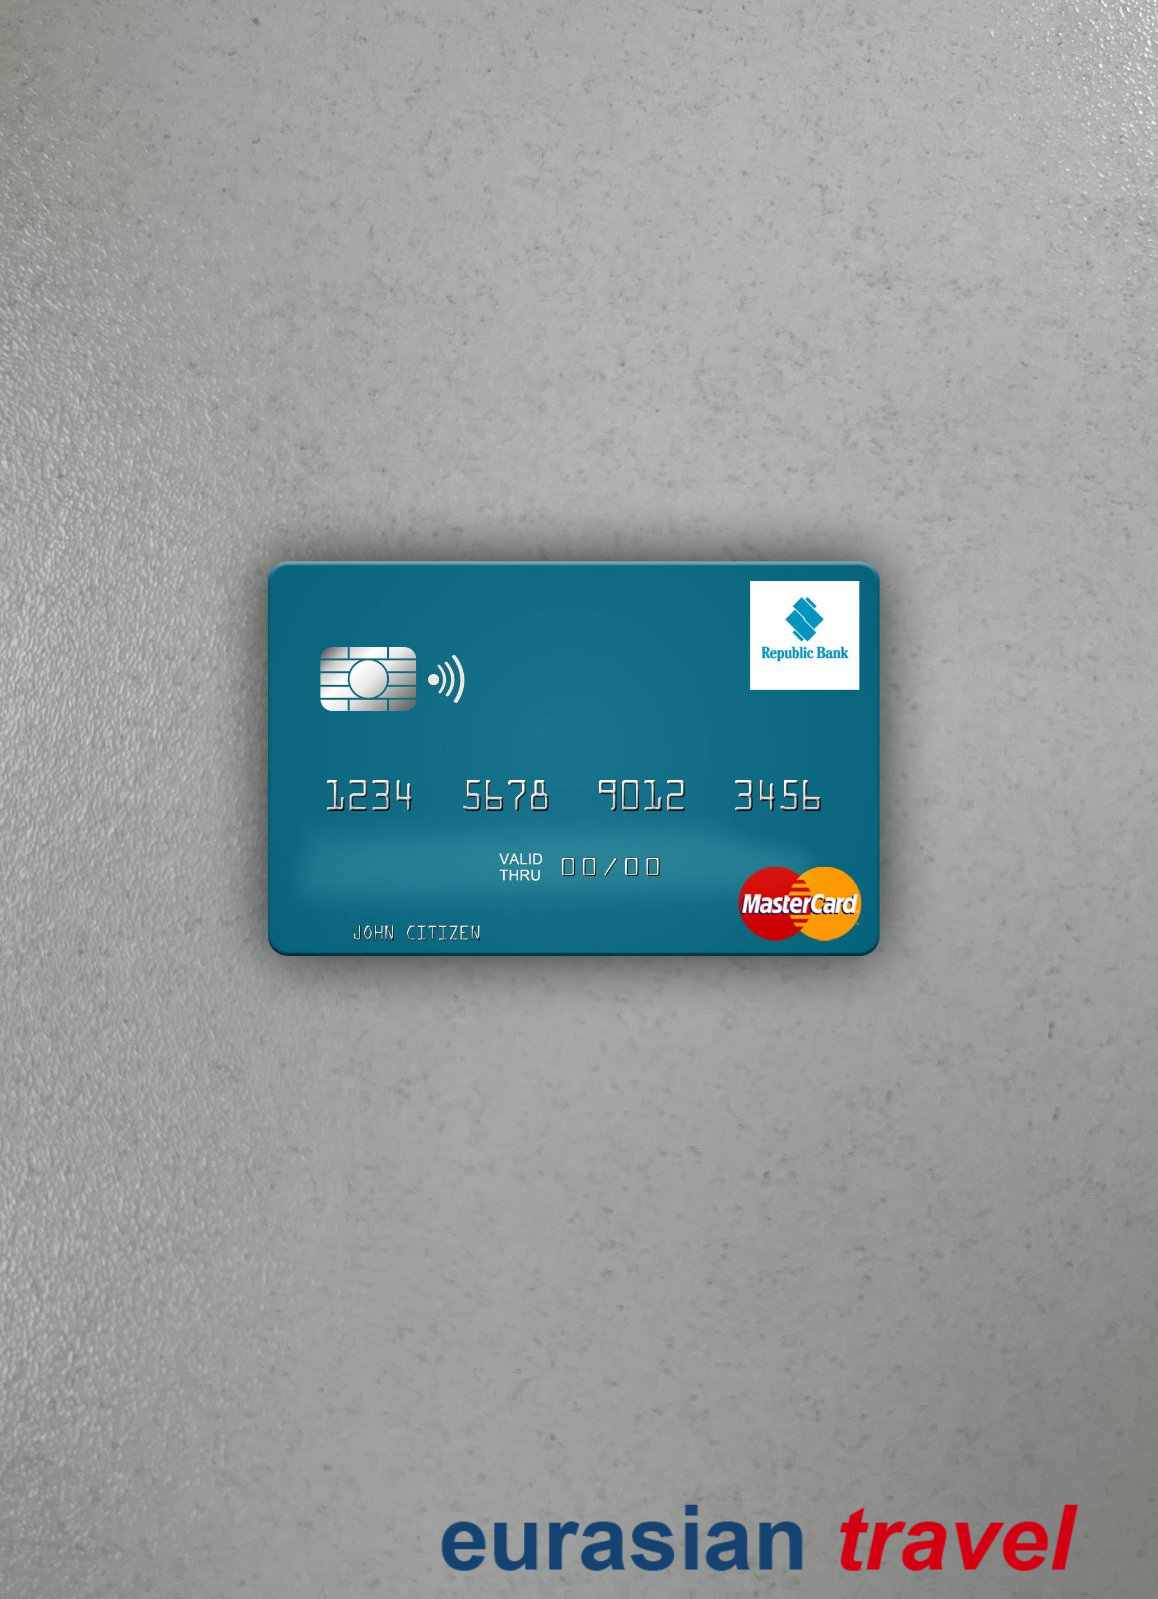 Republic Bank
1234 5678 9012 3456
VALID THRU 00/00
JOHN CITIZEN
MasterCard
eurasian travel